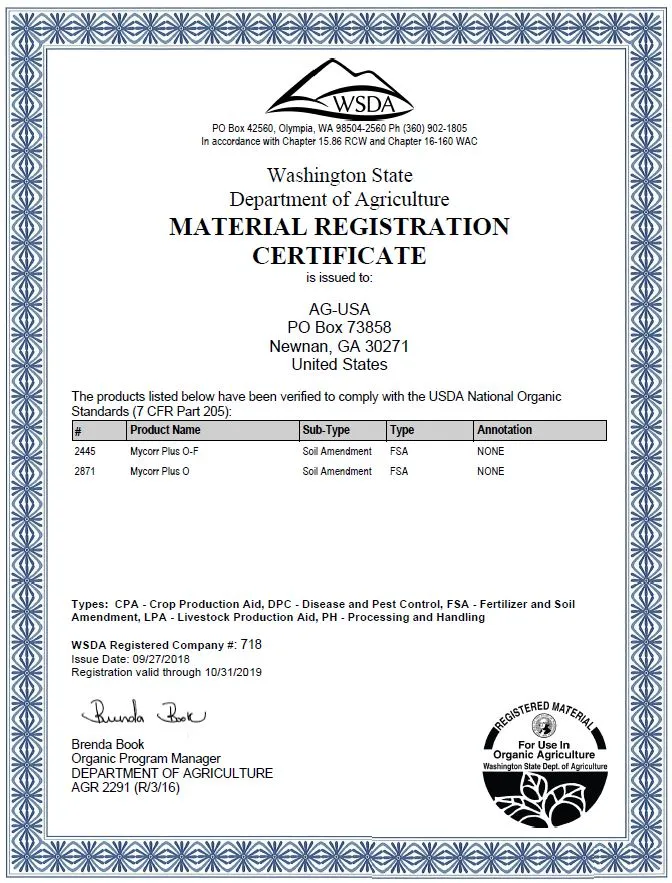 WSDA
PO Box 42560, Olympia, WA 98504-2560 Ph (360) 902-1805
In accordance with Chapter 15.86 RCW and Chapter 16-160 WAC
Washington State
Department of Agriculture
MATERIAL REGISTRATION
CERTIFICATE
is issued to:
AG-USA
PO Box 73858
Newnan, GA 30271
United States
The products listed below have been verified to comply with the USDA National Organic
Standards (7 CFR Part 205):
# Product Name Sub-Type Type Annotation
2445 Mycorr Plus O-F Soil Amendment FSA NONE
2871 Mycorr Plus O Soil Amendment FSA NONE
Types: CPA - Crop Production Aid, DPC - Disease and Pest Control, FSA - Fertilizer and Soil
Amendment, LPA - Livestock Production Aid, PH - Processing and Handling
WSDA Registered Company #: 718
Issue Date: 09/27/2018
Registration valid through 10/31/2019
Brenda Book
Brenda Book
Organic Program Manager
DEPARTMENT OF AGRICULTURE
AGR 2291 (R/3/16)
REGISTERED MATERIAL
For Use In
Organic Agriculture
Washington State Dept. of Agriculture